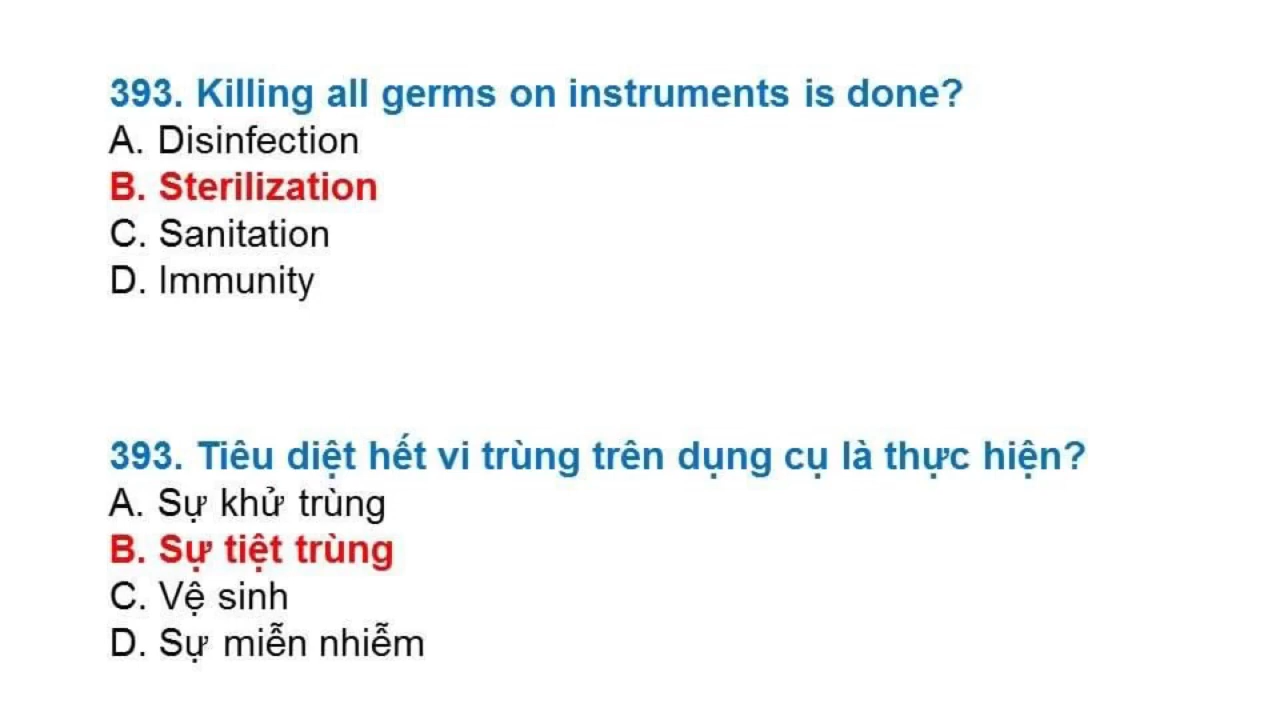 393. Killing all germs on instruments is done?
A. Disinfection
B. Sterilization
C. Sanitation
D. Immunity
393. Tiêu diệt hết vi trùng trên dụng cụ là thực hiện?
A. Sự khử trùng
B. Sự tiệt trùng
C. Vệ sinh
D. Sự miễn nhiễm